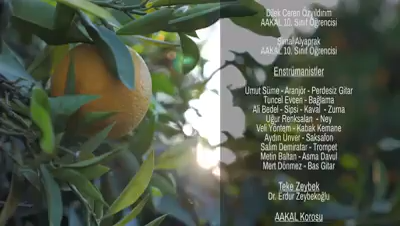 Dilek Ceren Özyıldırım
AAKAL 10. Sınıf Öğrencisi
Sınal Alyaprak
AAKAL 10. Sınıf Öğrencisi
Enstrümanistler
Umut Süme - Aranjör - Perdesiz Gitar
Tuncel Evcen - Bağlama
Ali Bedel - Sipsi - Kaval - Zurna
Uğur Renksalan - Ney
Veli Yöntem - Kabak Kemane
Aydın Ünver - Saksafon
Salim Demiratar - Trompet
Metin Baltan - Asma Davul
Mert Dönmez - Bas Gitar
Teke Zeybek
Dr. Erdur Zeybekoğlu
AAKAL Korosu